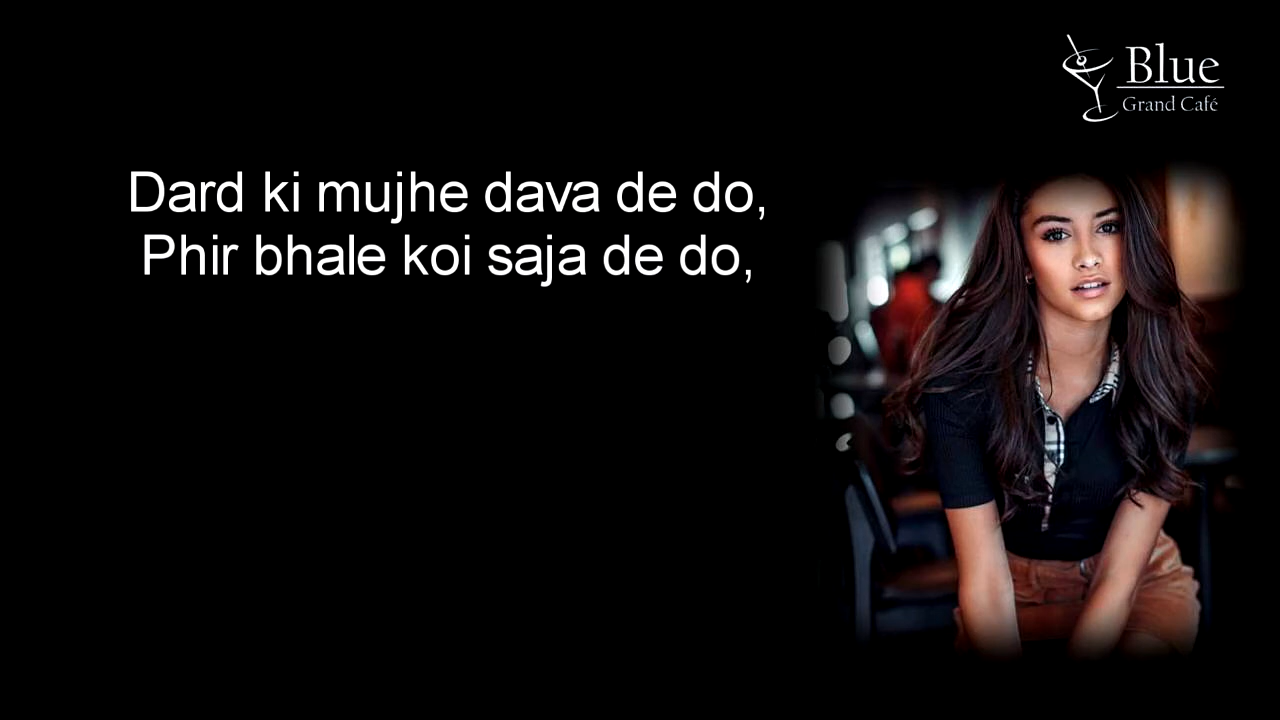 Blue
Grand Café
Dard ki mujhe dava de do,
Phir bhale koi saja de do,